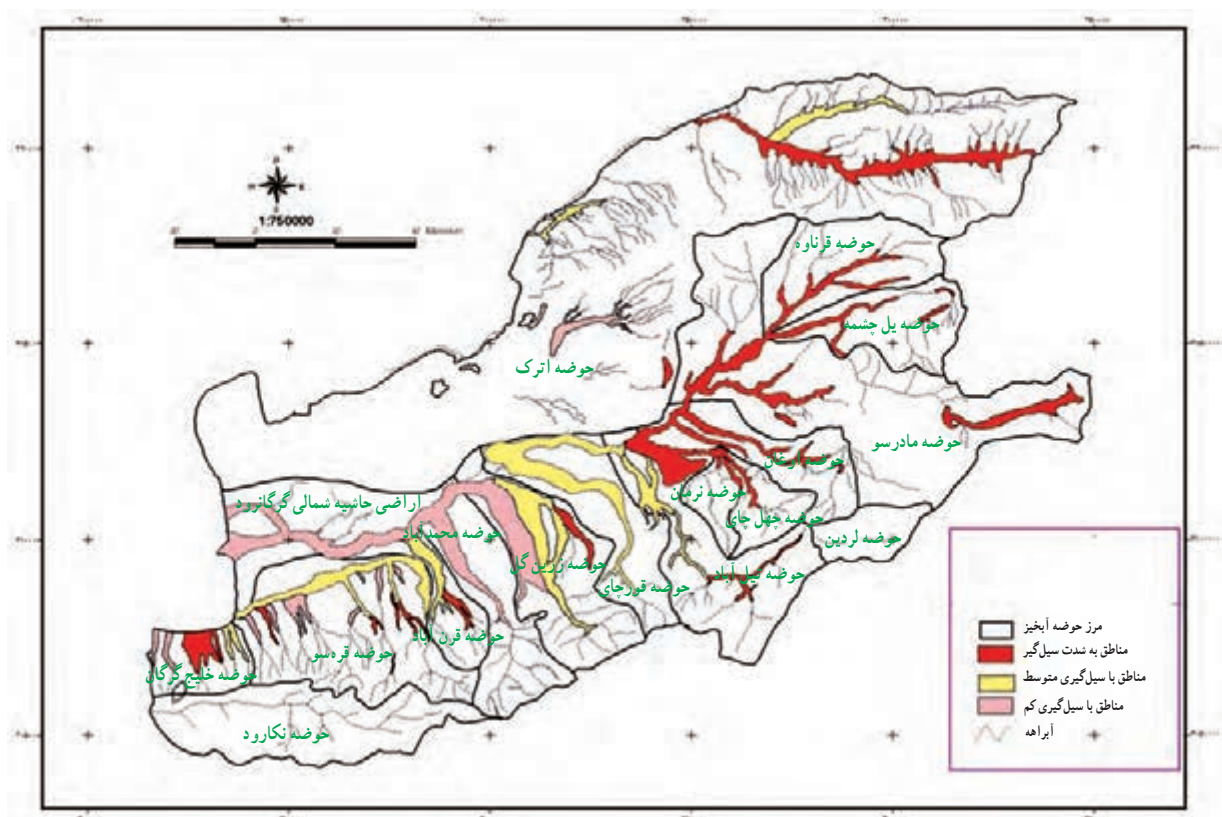 1:750000
حوضه قرناوه
حوضه یل چشمه
حوضه اترک
حوضه مادرسو
حوضه اوغان
حوضه نرمان
حوضه چهل چای
حوضه لردین
اراضی حاشیه شمالی گرگانرود
حوضه محمدآباد
حوضه زرین گل
حوضه قورچای
حوضه تیل آباد
حوضه قرن آباد
حوضه قره‌سو
حوضه خلیج گرگان
حوضه نکارود
مرز حوضه آبخیز
مناطق به شدت سیل‌گیر
مناطق با سیل‌گیری متوسط
مناطق با سیل‌گیری کم
آبراهه